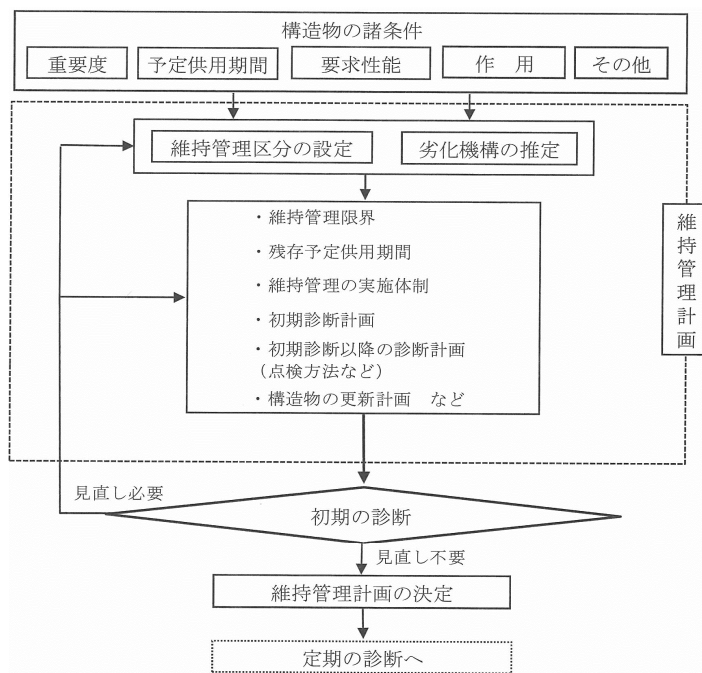 構造物の諸条件
重要度 予定供用期間 要求性能 作　用 その他
維持管理区分の設定 劣化機構の推定
・維持管理限界
・残存予定供用期間
・維持管理の実施体制
・初期診断計画
・初期診断以降の診断計画
（点検方法など）
・構造物の更新計画　など
維持管理計画
見直し必要
初期の診断
見直し不要
維持管理計画の決定
定期の診断へ